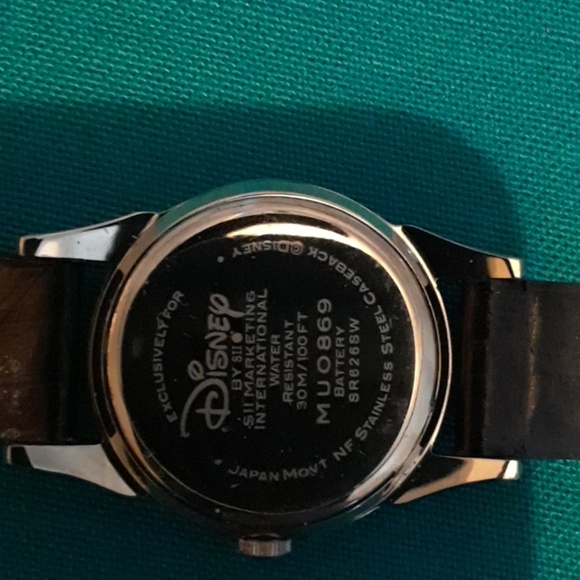 EXCLUSIVELY FOR
DISNEY
BY SII
SII MARKETING
INTERNATIONAL
WATER
RESISTANT
30M/100FT
MU0869
BATTERY
SR626SW
JAPAN MOVT NF STAINLESS STEEL CASEBACK ©DISNEY